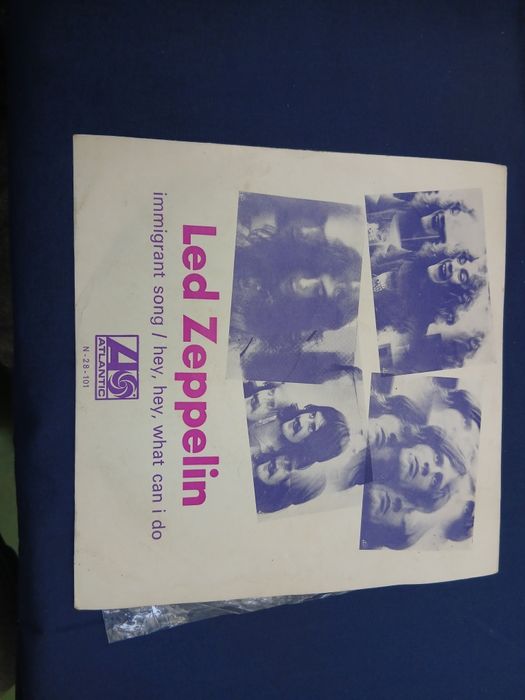 Led Zeppelin
immigrant song / hey, hey, what can i do
ATLANTIC
N-28-101